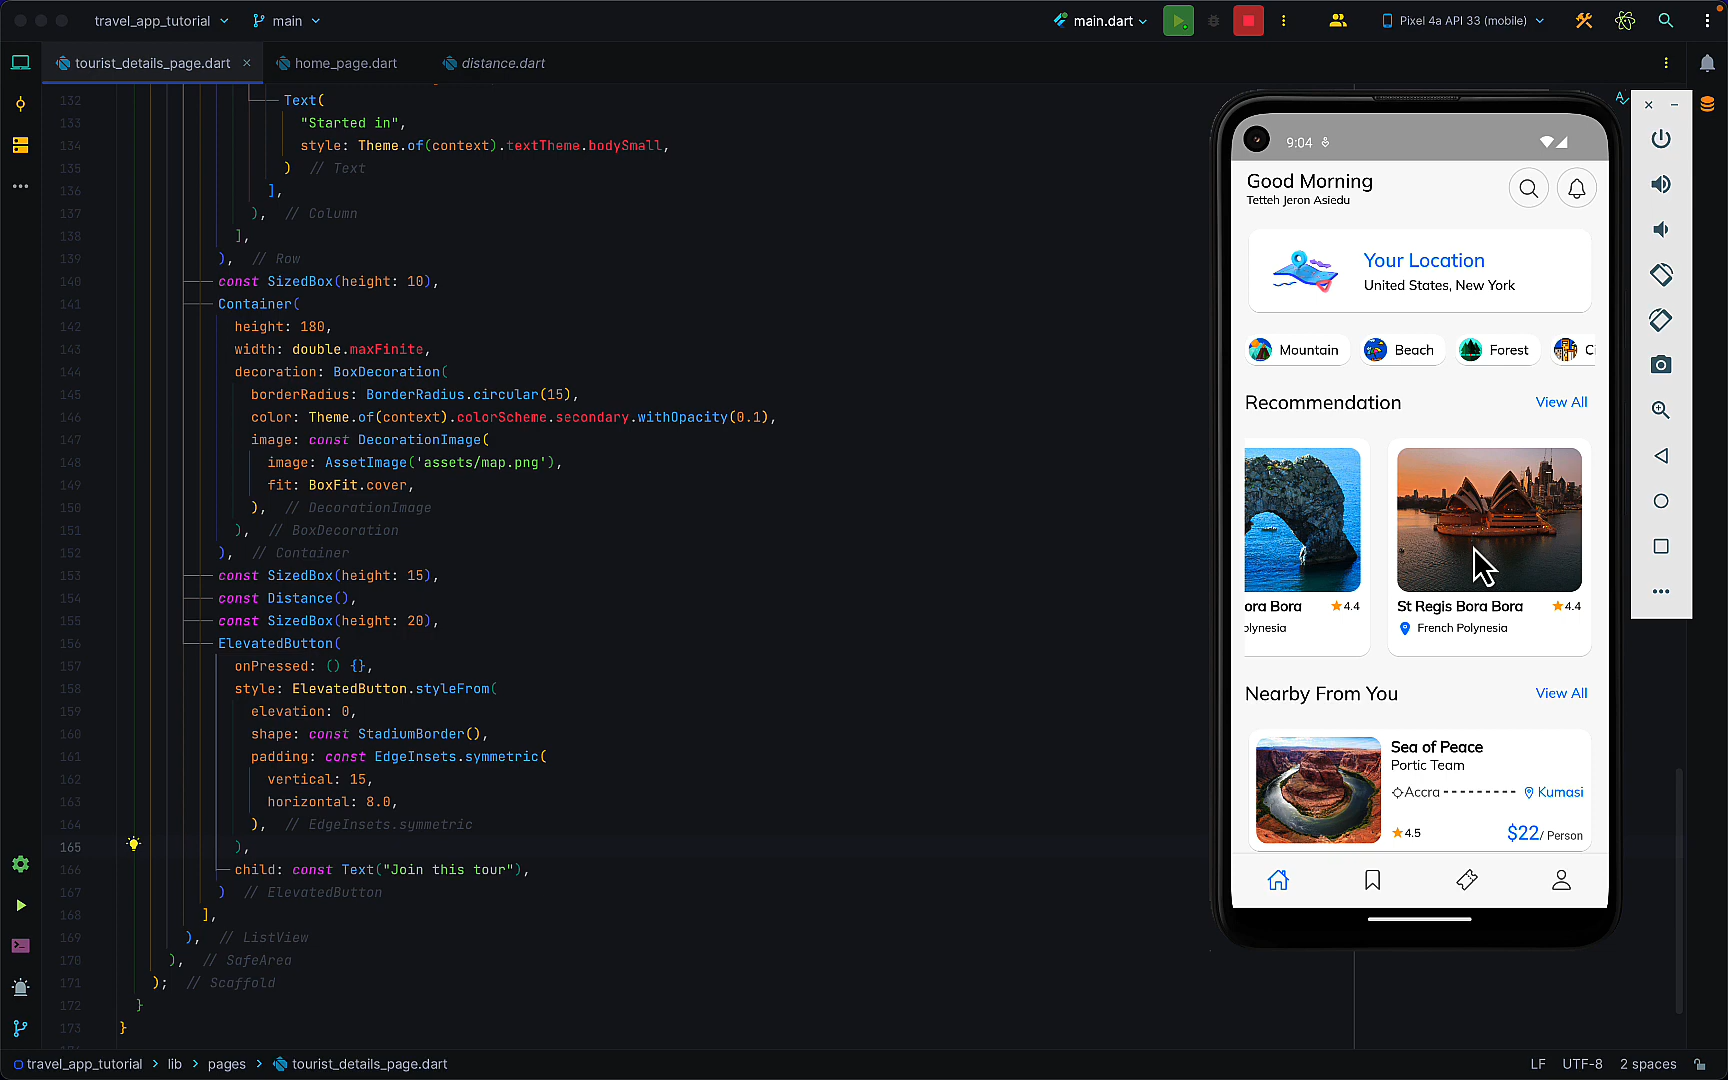 travel_app_tutorial
main
main.dart
Pixel 4a API 33 (mobile)
tourist_details_page.dart
home_page.dart
distance.dart
132 Text(
133 "Started in",
134 style: Theme.of(context).textTheme.bodySmall,
135 ) // Text
136 ],
137 ), // Column
138 ],
139 ), // Row
140 const SizedBox(height: 10),
141 Container(
142 height: 180,
143 width: double.maxFinite,
144 decoration: BoxDecoration(
145 borderRadius: BorderRadius.circular(15),
146 color: Theme.of(context).colorScheme.secondary.withOpacity(0.1),
147 image: const DecorationImage(
148 image: AssetImage('assets/map.png'),
149 fit: BoxFit.cover,
150 ), // DecorationImage
151 ), // BoxDecoration
152 ), // Container
153 const SizedBox(height: 15),
154 const Distance(),
155 const SizedBox(height: 20),
156 ElevatedButton(
157 onPressed: () {},
158 style: ElevatedButton.styleFrom(
159 elevation: 0,
160 shape: const StadiumBorder(),
161 padding: const EdgeInsets.symmetric(
162 vertical: 15,
163 horizontal: 8.0,
164 ), // EdgeInsets.symmetric
165 ),
166 child: const Text("Join this tour"),
167 ) // ElevatedButton
168 ],
169 ), // ListView
170 ), // SafeArea
171 ); // Scaffold
172 }
173 }
9:04
Good Morning
Tetteh Jeron Asiedu
Your Location
United States, New York
Mountain
Beach
Forest
Ci
Recommendation
View All
ora Bora
4.4
olynesia
St Regis Bora Bora
4.4
French Polynesia
Nearby From You
View All
Sea of Peace
Portic Team
Accra
Kumasi
4.5
$22/ Person
travel_app_tutorial > lib > pages > tourist_details_page.dart
LF
UTF-8
2 spaces